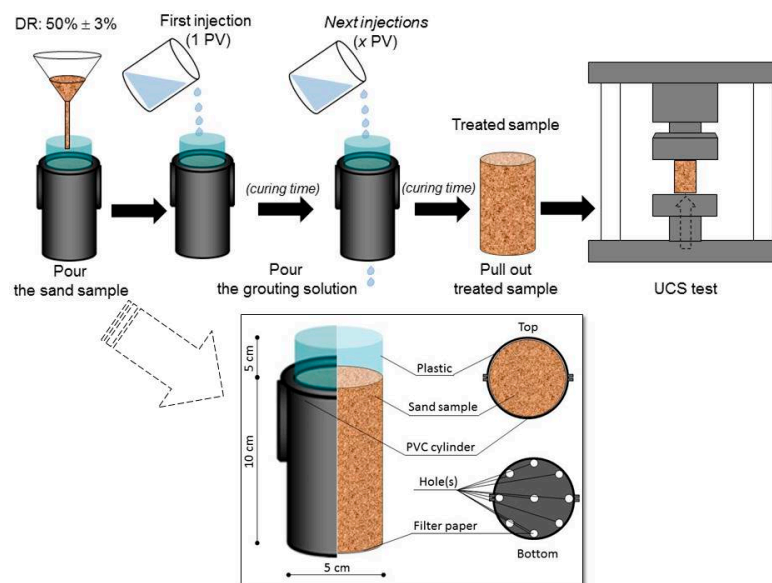 DR: 50% ± 3%
First injection
(1 PV)
Next injections
(x PV)
Treated sample
(curing time)
(curing time)
Pour
the sand sample
Pour
the grouting solution
Pull out
treated sample
UCS test
5 cm
10 cm
5 cm
Plastic
Sand sample
PVC cylinder
Hole(s)
Filter paper
Top
Bottom